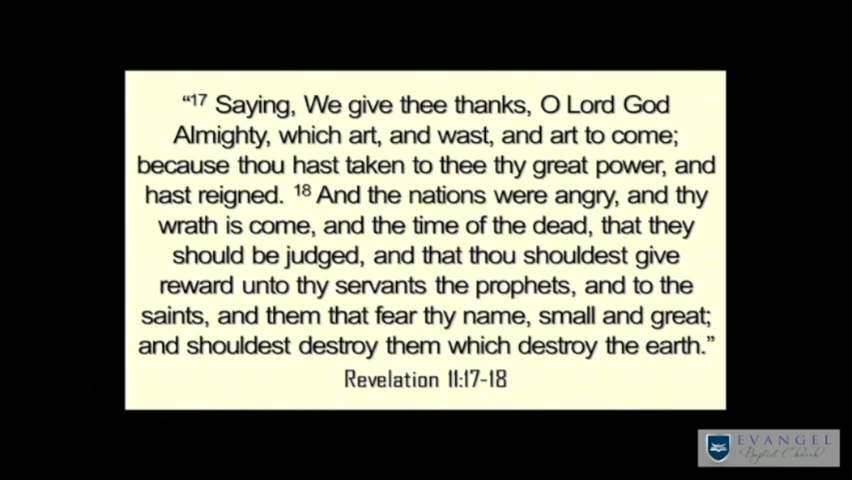 “17 Saying, We give thee thanks, O Lord God
Almighty, which art, and wast, and art to come;
because thou hast taken to thee thy great power, and
hast reigned. 18 And the nations were angry, and thy
wrath is come, and the time of the dead, that they
should be judged, and that thou shouldest give
reward unto thy servants the prophets, and to the
saints, and them that fear thy name, small and great;
and shouldest destroy them which destroy the earth.”
Revelation 11:17-18
EVANGEL
Baptist Church